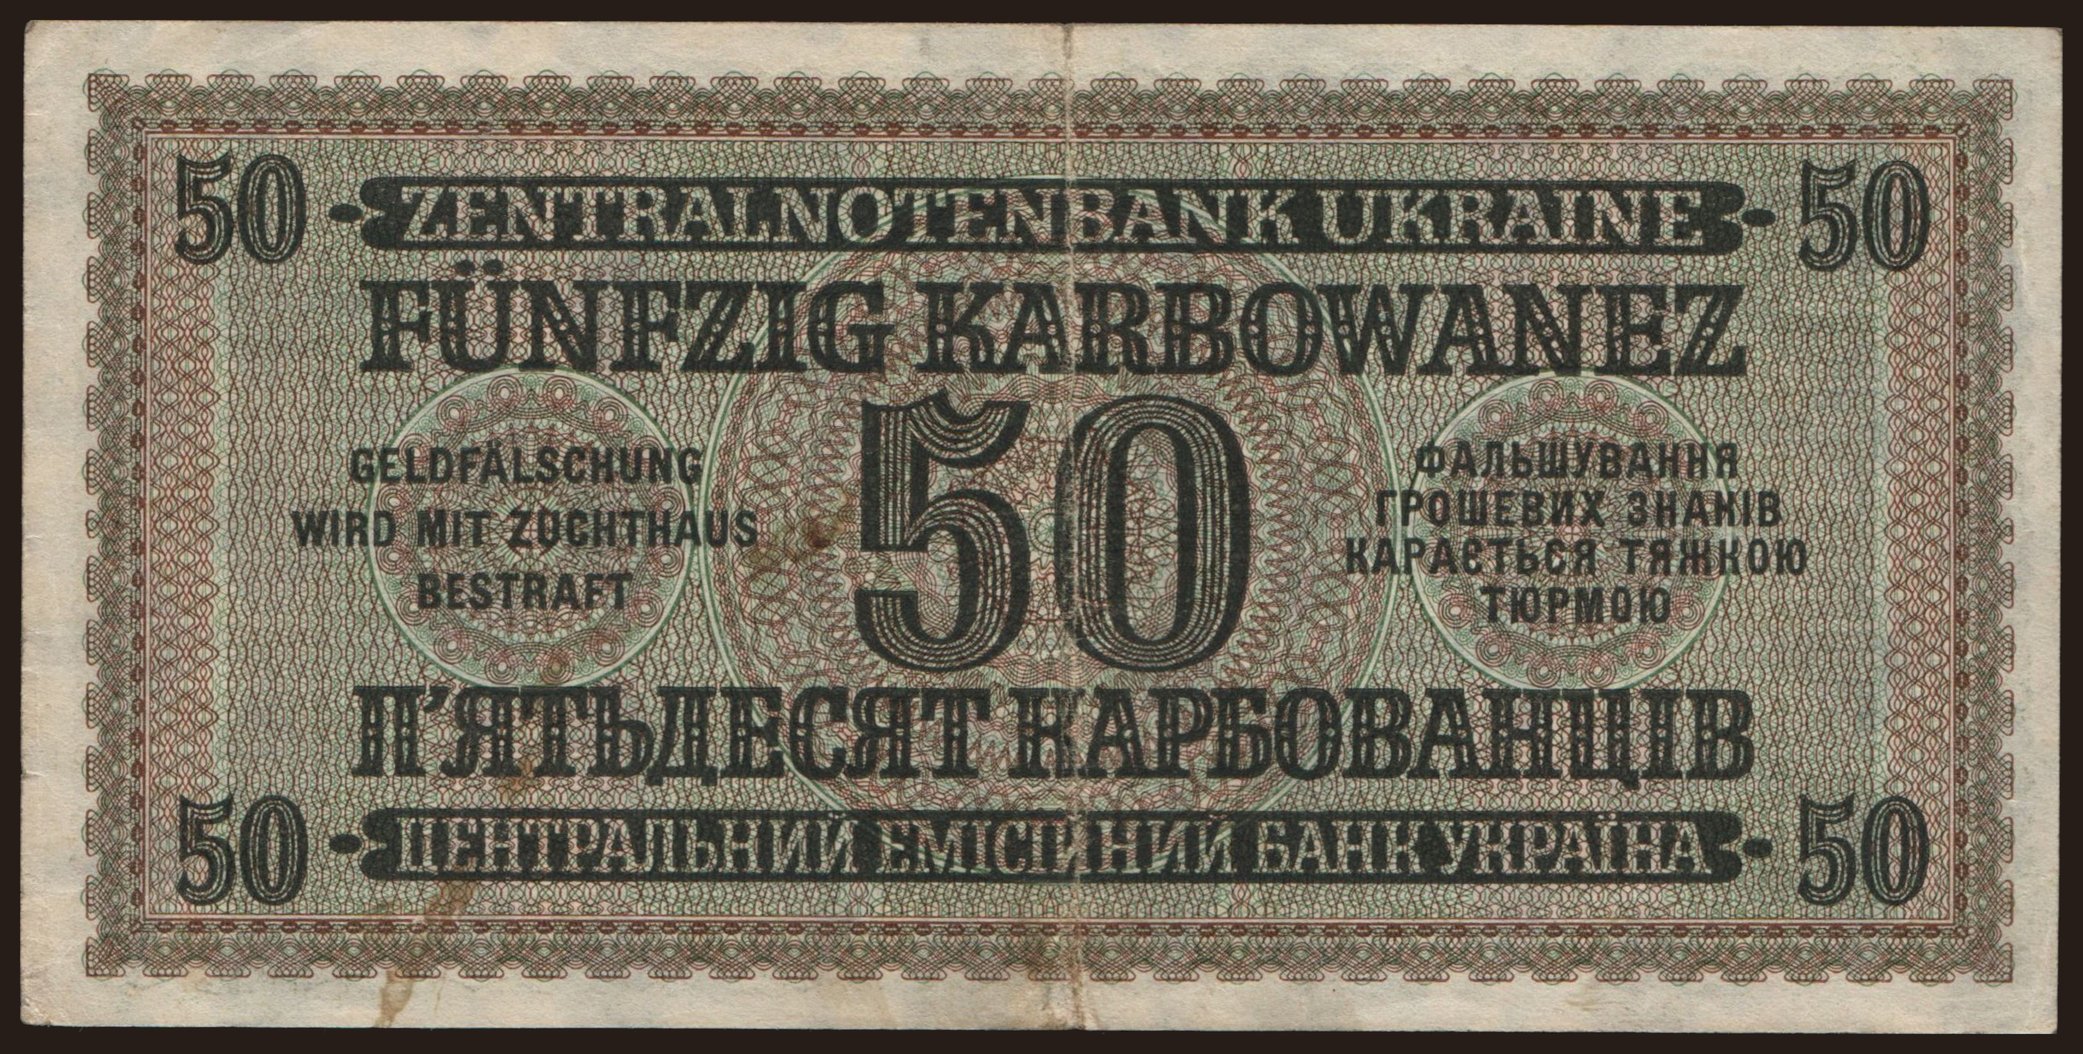 50 ZENTRALNOTENBANK UKRAINE 50
FÜNFZIG KARBOWANEZ
GELDFÄLSCHUNG
WIRD MIT ZUCHTHAUS
BESTRAFT
50
ФАЛЬШУВАННЯ
ГРОШЕВИХ ЗНАКІВ
КАРАЄТЬСЯ ТЯЖКОЮ
ТЮРМОЮ
П'ЯТЬДЕСЯТ КАРБОВАНЦІВ
50 ЦЕНТРАЛЬНИЙ ЕМІСІЙНИЙ БАНК УКРАЇНА 50